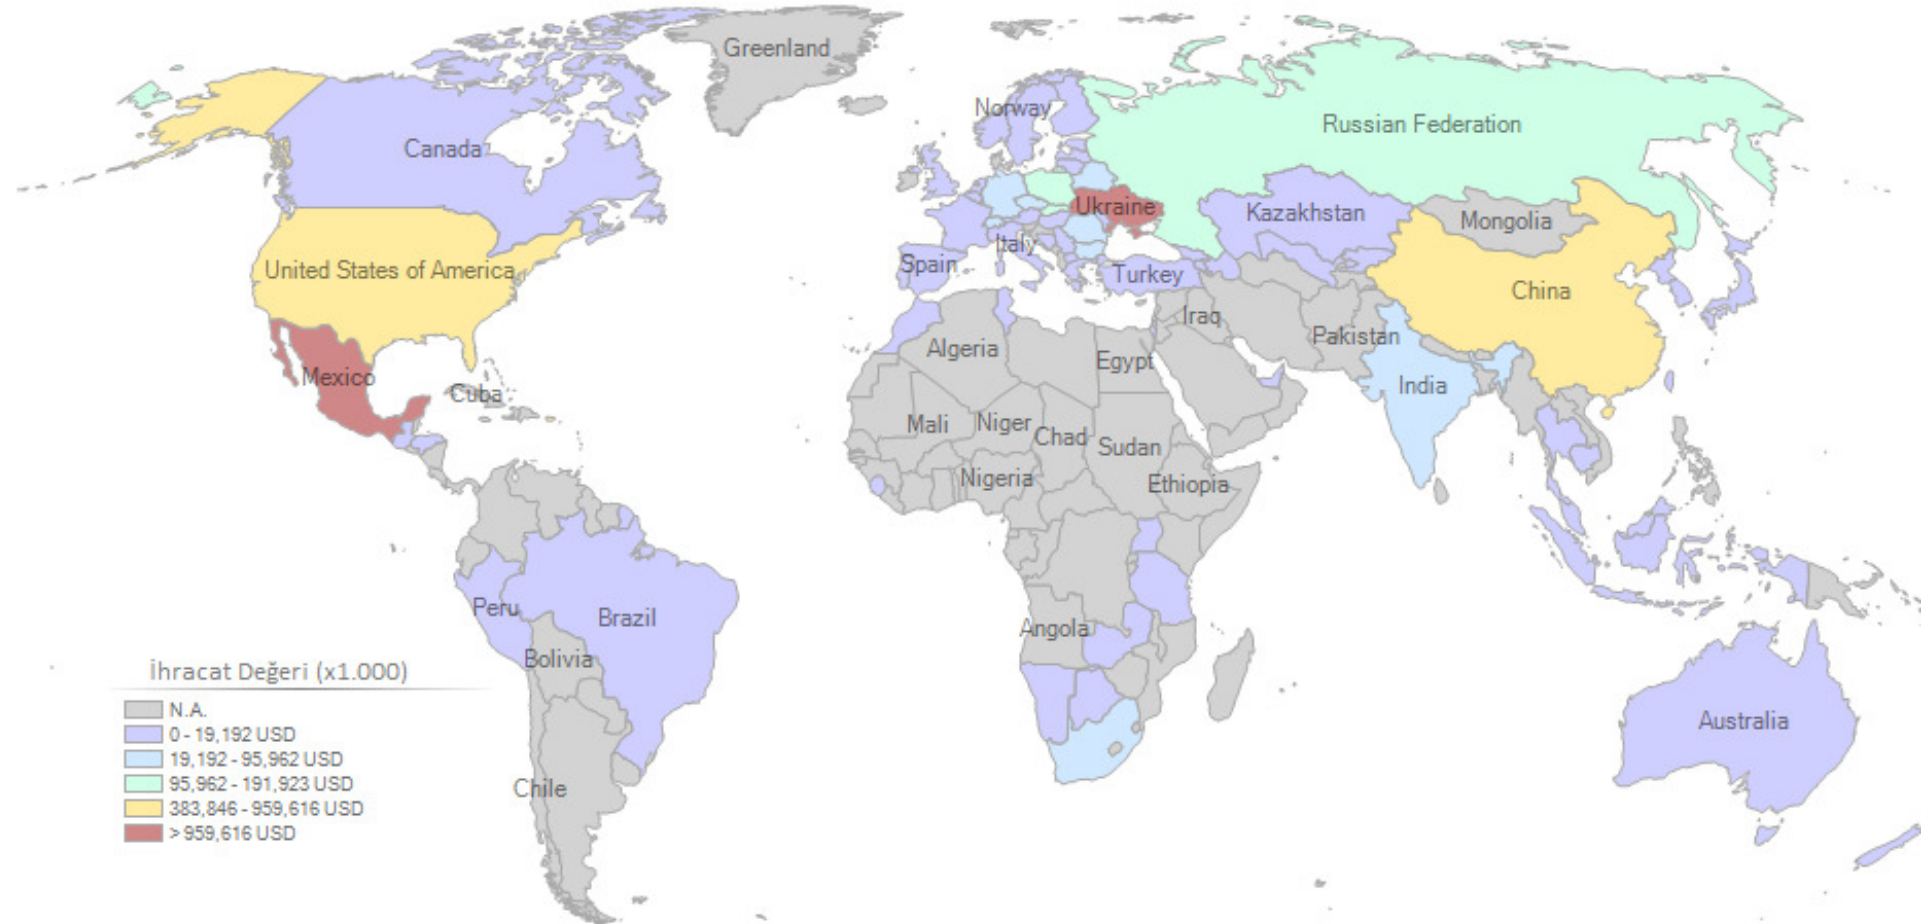 Greenland
Norway
Russian Federation
Canada
Ukraine
Kazakhstan
Mongolia
Italy
Spain
Turkey
United States of America
China
Iraq
Pakistan
Algeria
Egypt
Mexico
Cuba
India
Mali
Niger
Chad
Sudan
Nigeria
Ethiopia
Peru
Brazil
Angola
Bolivia
Australia
Chile
İhracat Değeri (x1.000)
N.A.
0 - 19,192 USD
19,192 - 95,962 USD
95,962 - 191,923 USD
383,846 - 959,616 USD
> 959,616 USD